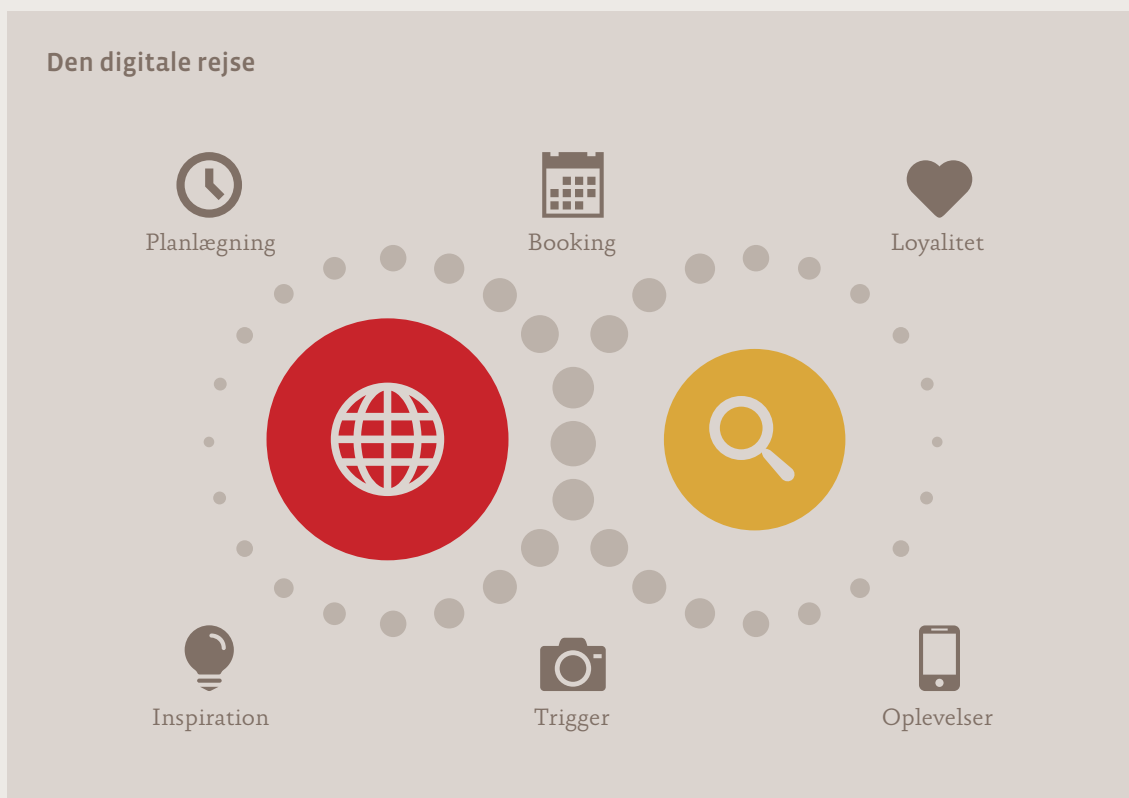 Den digitale rejse
Planlægning
Booking
Loyalitet
Inspiration
Trigger
Oplevelser